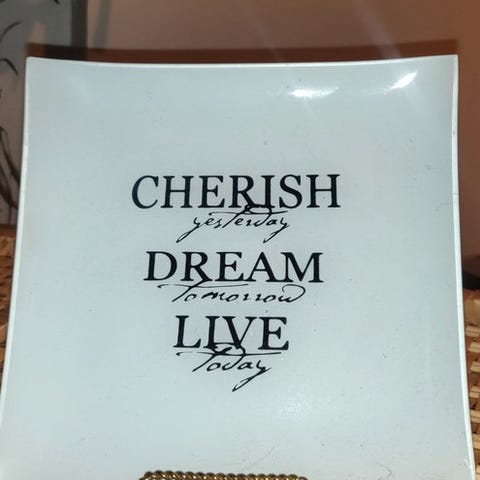 CHERISH
yesterday
DREAM
tomorrow
LIVE
today